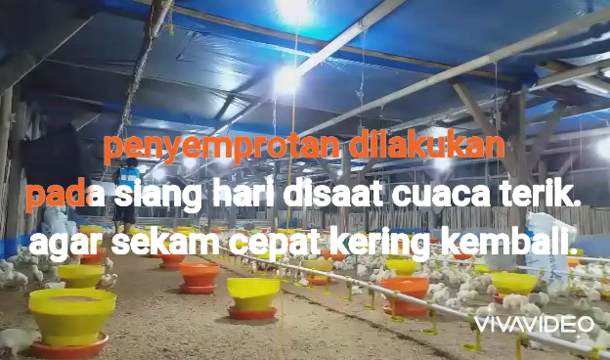 penyemprotan dilakukan
pada siang hari disaat cuaca terik.
agar sekam cepat kering kembali.
VIVAVIDEO